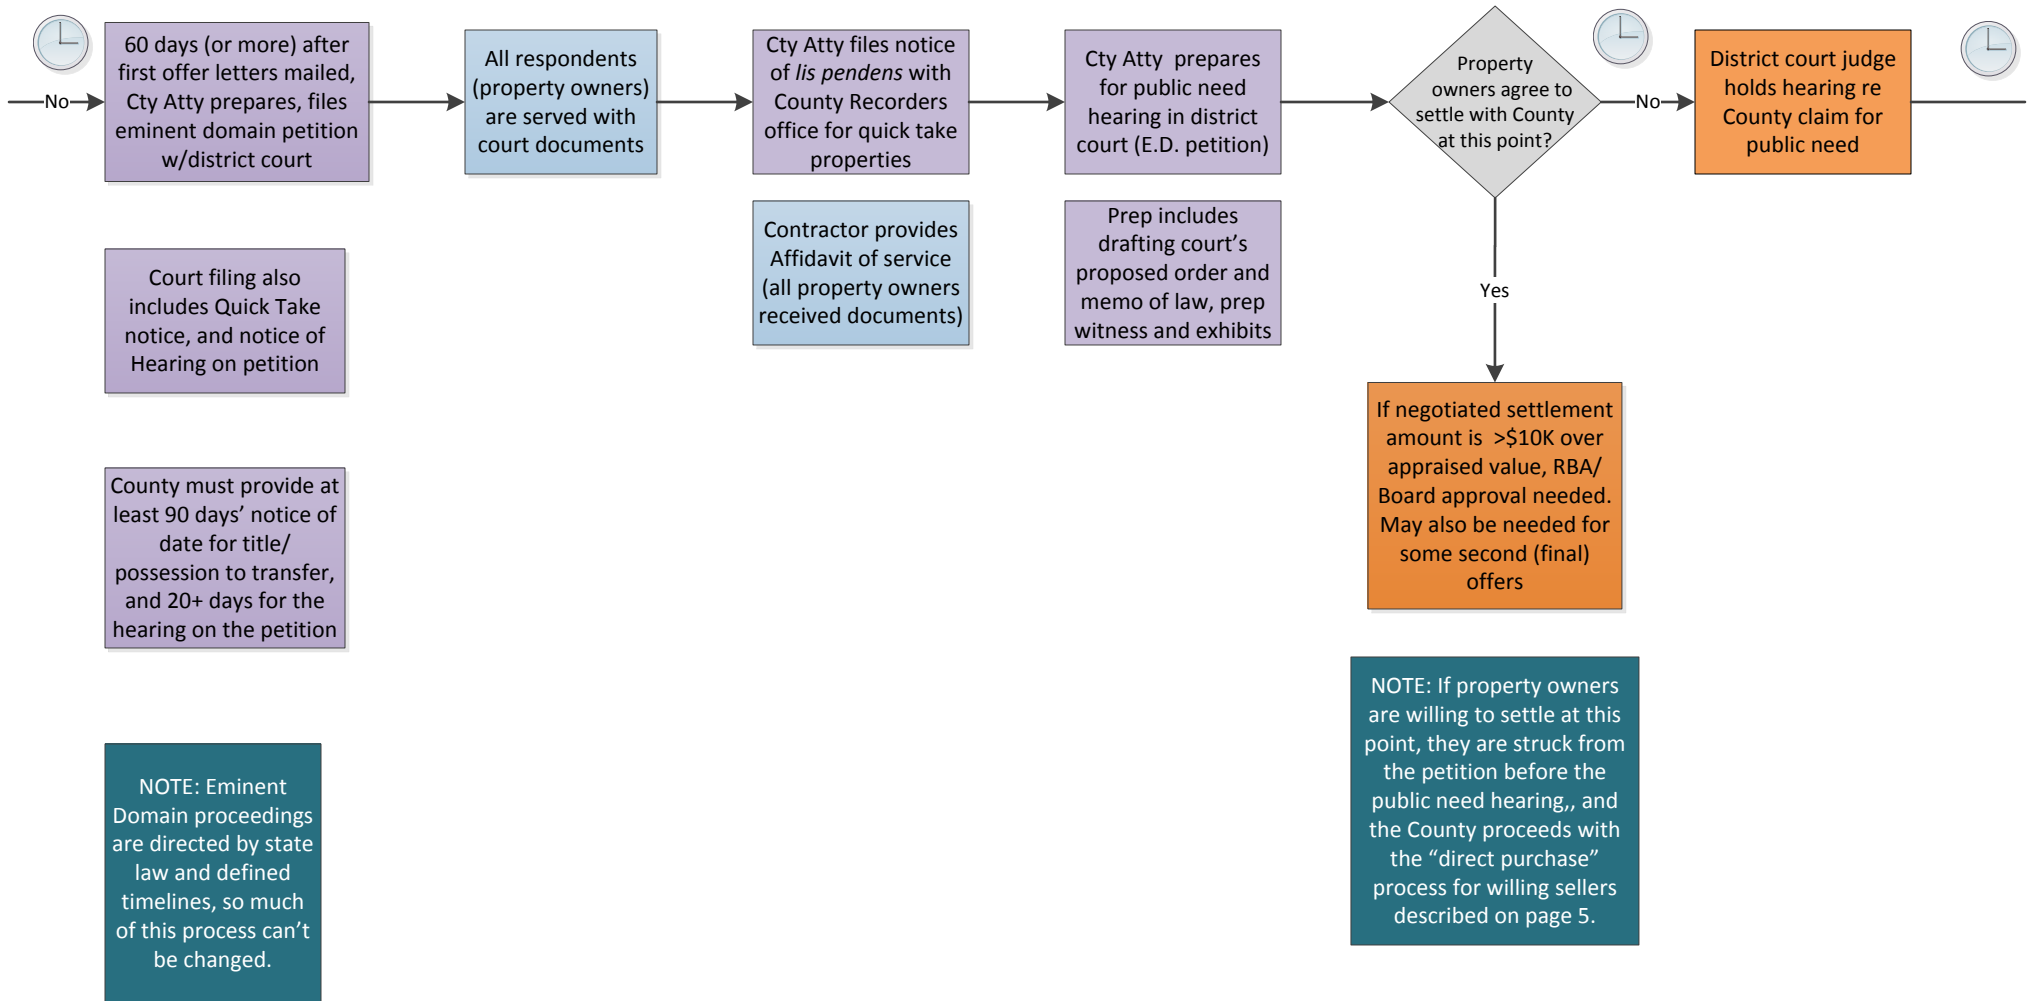 No
60 days (or more) after
first offer letters mailed,
Cty Atty prepares, files
eminent domain petition
w/district court
All respondents
(property owners)
are served with
court documents
Cty Atty files notice
of lis pendens with
County Recorders
office for quick take
properties
Cty Atty  prepares
for public need
hearing in district
court (E.D. petition)
Property
owners agree to
settle with County
at this point?
No
District court judge
holds hearing re
County claim for
public need
Court filing also
includes Quick Take
notice, and notice of
Hearing on petition
Contractor provides
Affidavit of service
(all property owners
received documents)
Prep includes
drafting court’s
proposed order and
memo of law, prep
witness and exhibits
Yes
County must provide at
least 90 days’ notice of
date for title/
possession to transfer,
and 20+ days for the
hearing on the petition
If negotiated settlement
amount is  >$10K over
appraised value, RBA/
Board approval needed.
May also be needed for
some second (final)
offers
NOTE: Eminent
Domain proceedings
are directed by state
law and defined
timelines, so much
of this process can’t
be changed.
NOTE: If property owners
are willing to settle at this
point, they are struck from
the petition before the
public need hearing,, and
the County proceeds with
the “direct purchase”
process for willing sellers
described on page 5.